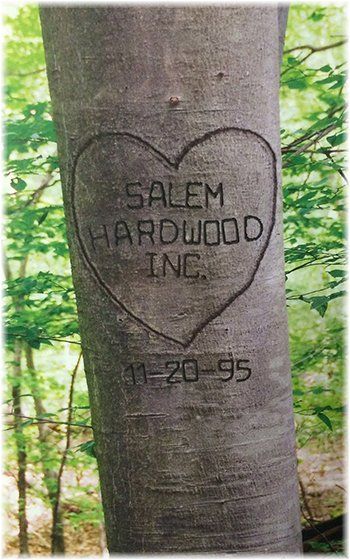 SALEM
HARDWOOD
INC.
11-20-95